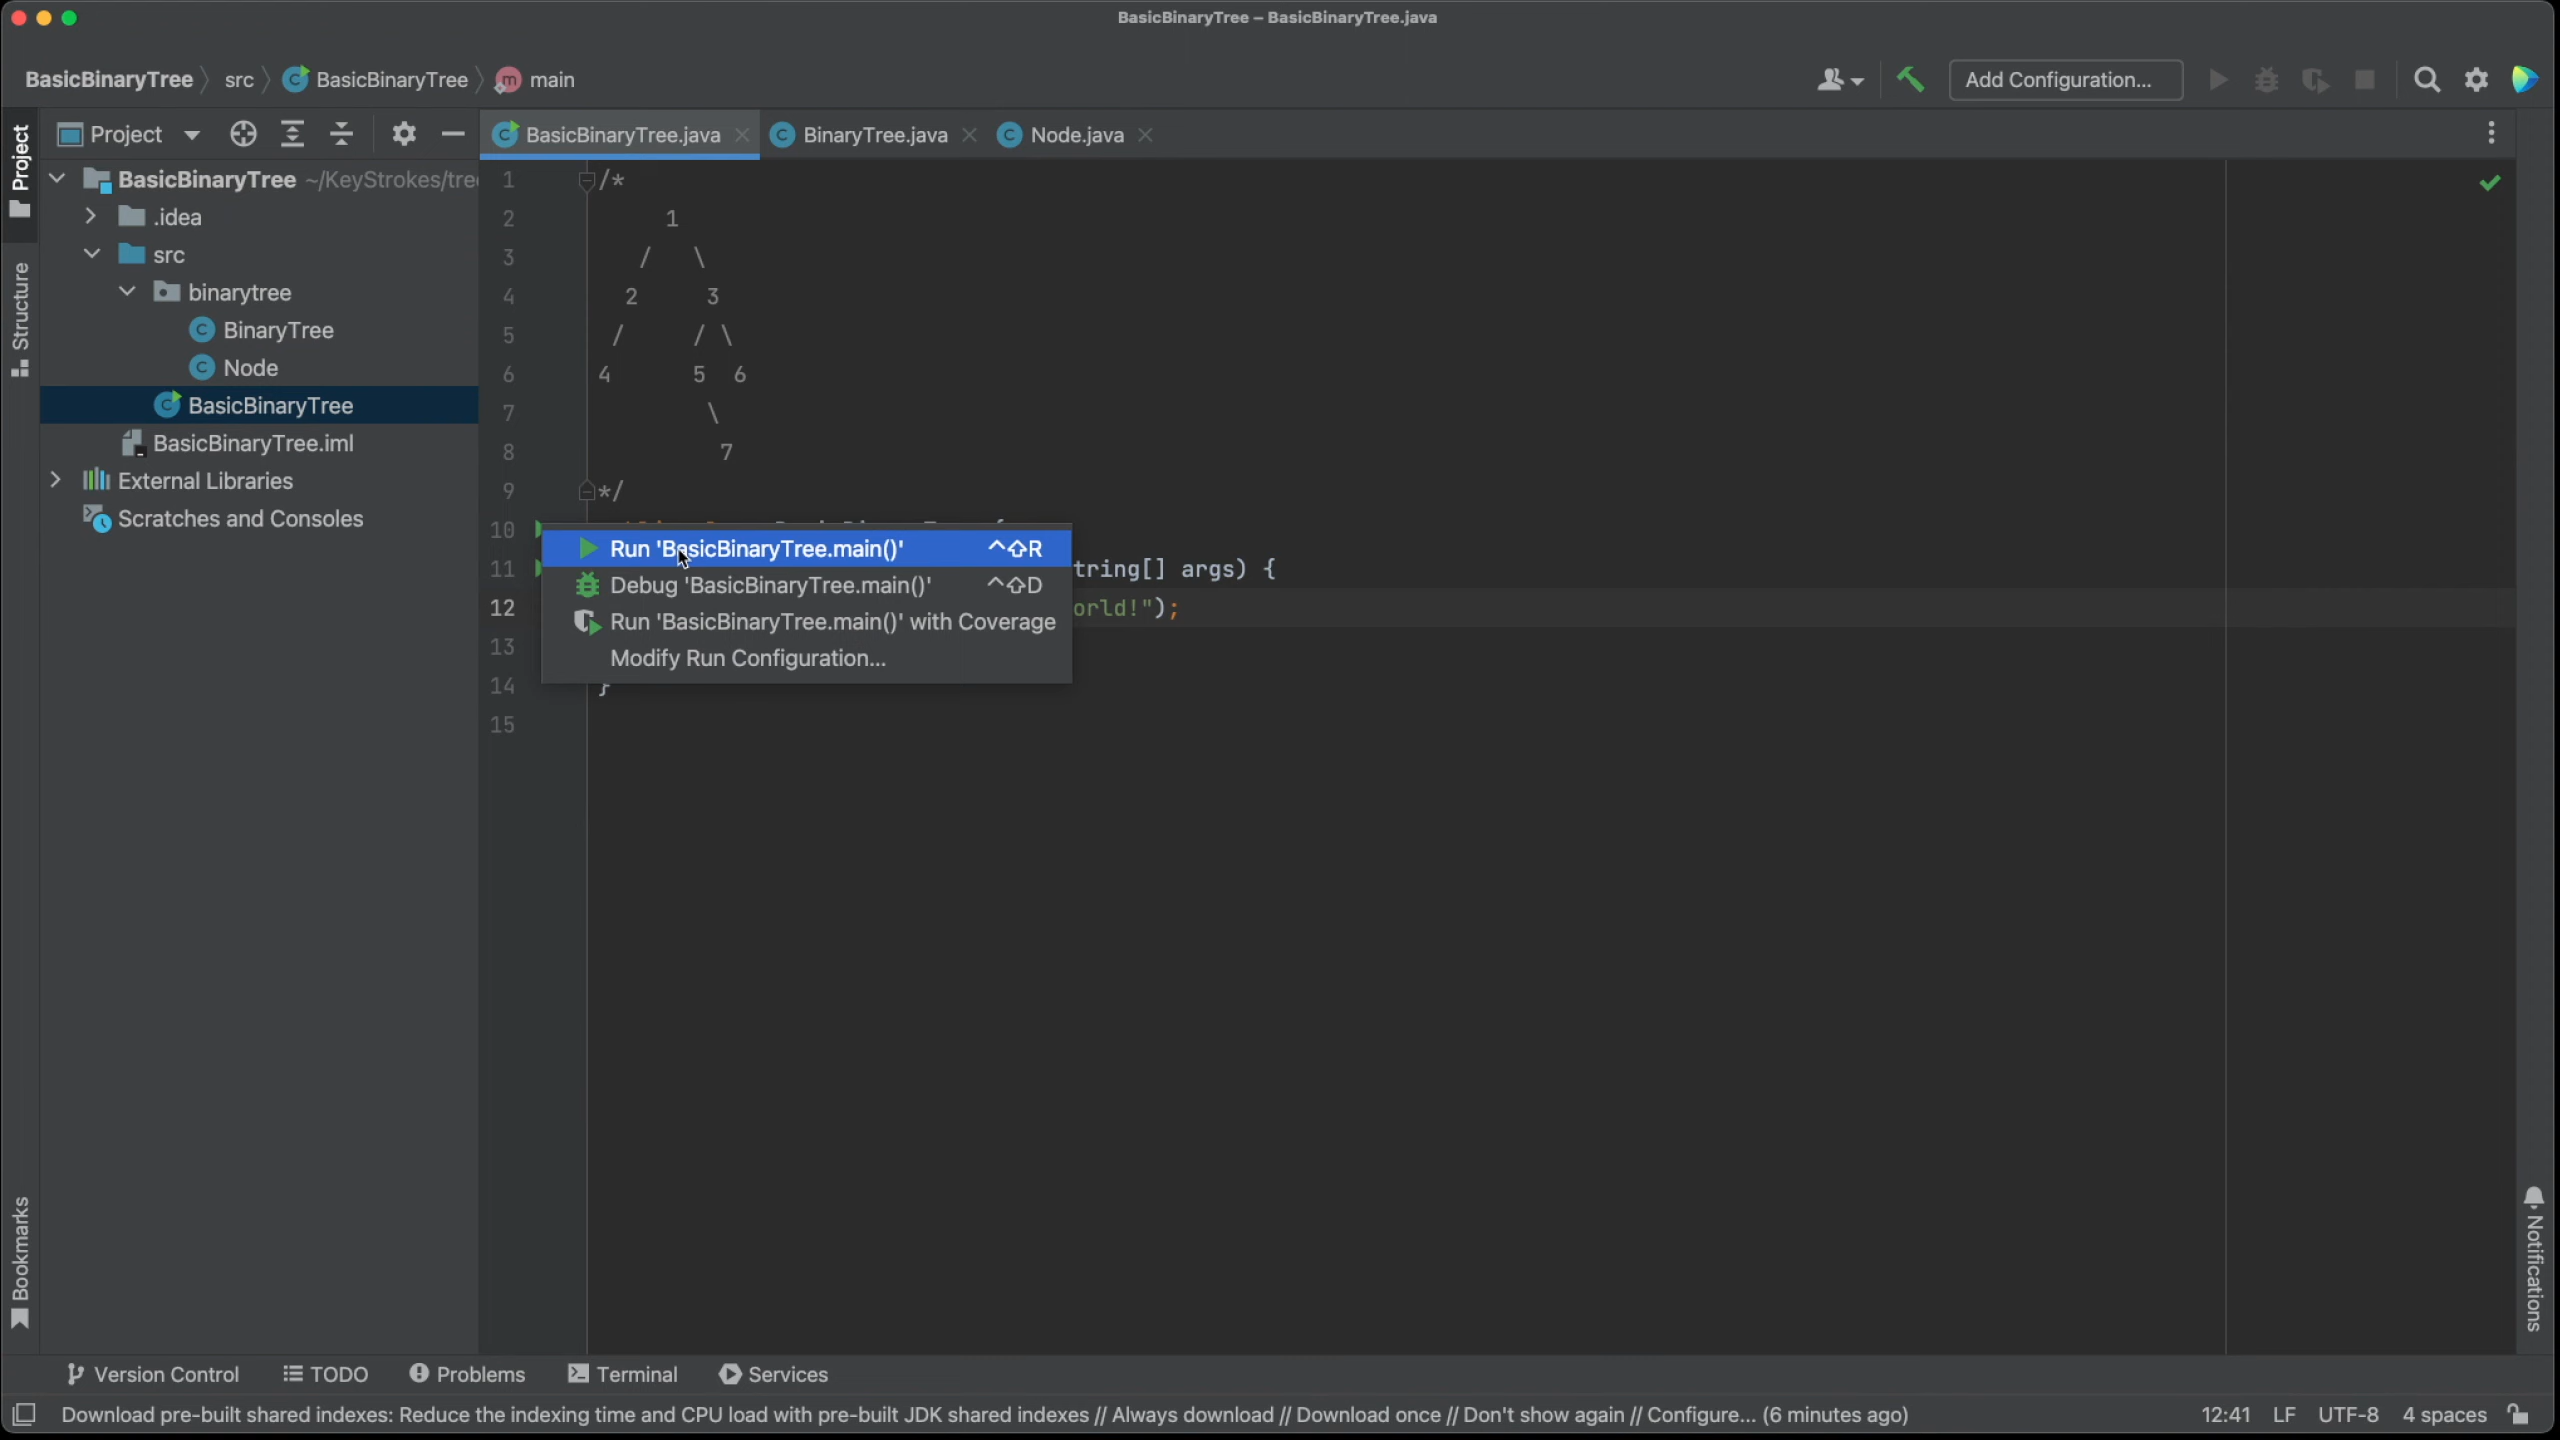 BasicBinaryTree – BasicBinaryTree.java
BasicBinaryTree src BasicBinaryTree main
Add Configuration...
Project
BasicBinaryTree.java
BinaryTree.java
Node.java
Project
Structure
Bookmarks
BasicBinaryTree ~/KeyStrokes/tre
.idea
src
binarytree
BinaryTree
Node
BasicBinaryTree
BasicBinaryTree.iml
External Libraries
Scratches and Consoles
1 /*
2 1
3 / \
4 2 3
5 / / \
6 4 5 6
7 \
8 7
9 */
10
11 tring[] args) {
12 orld!");
13
14 }
15
Run 'BasicBinaryTree.main()' ^⇧R
Debug 'BasicBinaryTree.main()' ^⇧D
Run 'BasicBinaryTree.main()' with Coverage
Modify Run Configuration...
Notifications
Version Control TODO Problems Terminal Services
Download pre-built shared indexes: Reduce the indexing time and CPU load with pre-built JDK shared indexes // Always download // Download once // Don't show again // Configure... (6 minutes ago)
12:41 LF UTF-8 4 spaces